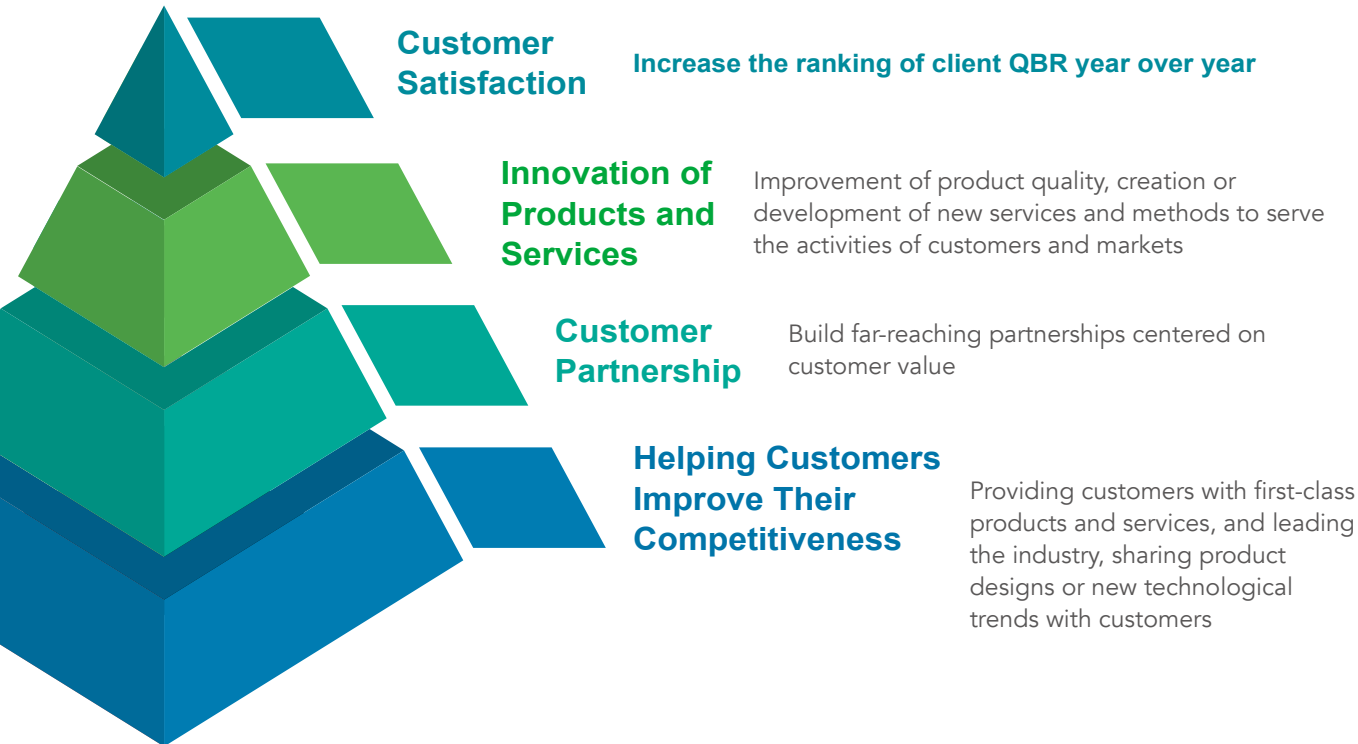 Customer
Satisfaction
Increase the ranking of client QBR year over year
Innovation of
Products and
Services
Improvement of product quality, creation or
development of new services and methods to serve
the activities of customers and markets
Customer
Partnership
Build far-reaching partnerships centered on
customer value
Helping Customers
Improve Their
Competitiveness
Providing customers with first-class
products and services, and leading
the industry, sharing product
designs or new technological
trends with customers